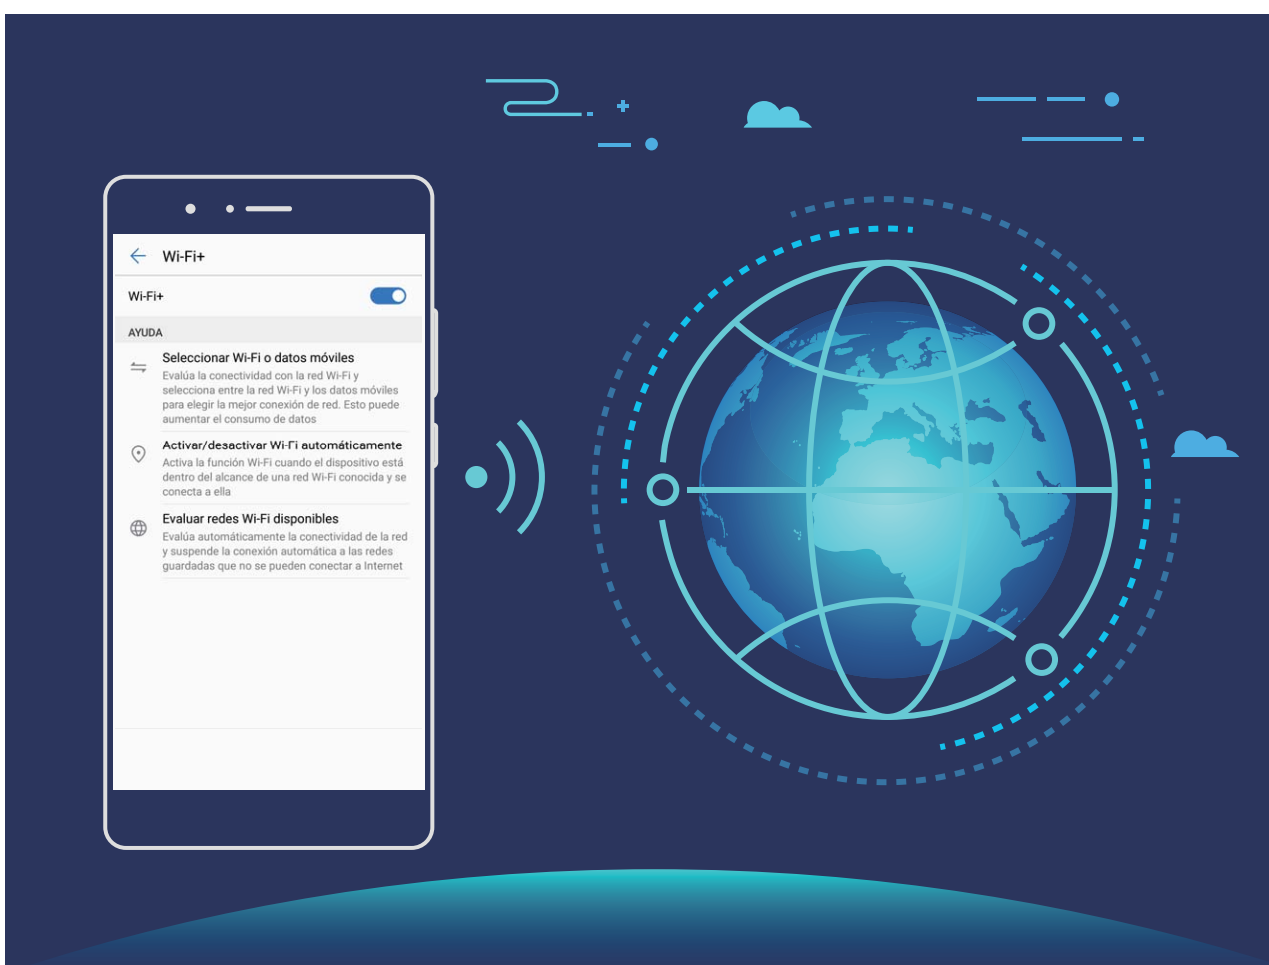 Wi-Fi+
Wi-Fi+
AYUDA
Seleccionar Wi-Fi o datos móviles
Evalúa la conectividad con la red Wi-Fi y
selecciona entre la red Wi-Fi y los datos móviles
para elegir la mejor conexión de red. Esto puede
aumentar el consumo de datos
Activar/desactivar Wi-Fi automáticamente
Activa la función Wi-Fi cuando el dispositivo está
dentro del alcance de una red Wi-Fi conocida y se
conecta a ella
Evaluar redes Wi-Fi disponibles
Evalúa automáticamente la conectividad de la red
y suspende la conexión automática a las redes
guardadas que no se pueden conectar a Internet